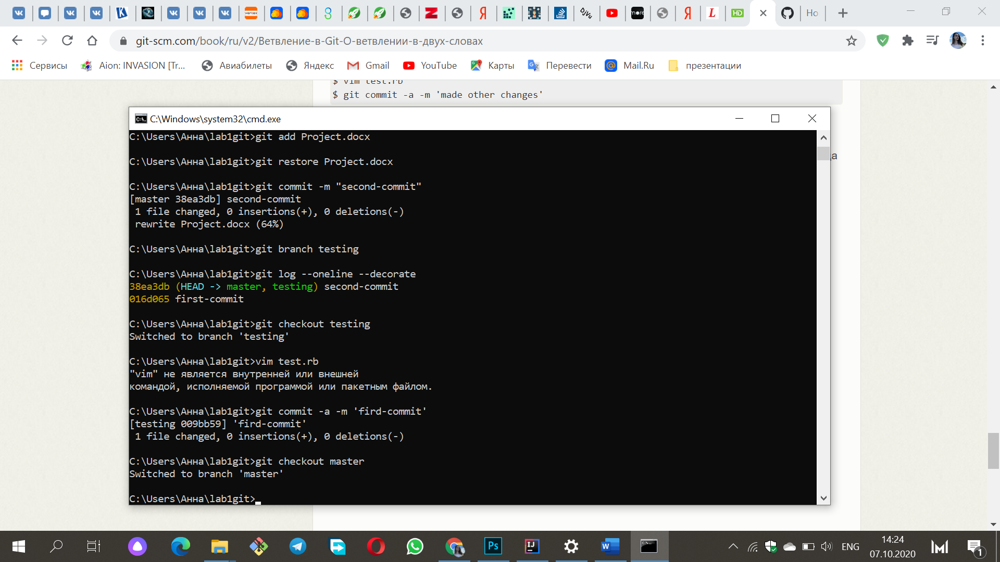 HD
Но
git-scm.com/book/ru/v2/Ветвление-в-Git-О-ветвлении-в-двух-словах
Сервисы
Aion: INVASION [Tr...
Авиабилеты
Яндекс
Gmail
YouTube
Карты
Перевести
Mail.Ru
презентации
$ vim test.rb
$ git commit -a -m 'made other changes'
C:\Windows\system32\cmd.exe
C:\Users\Анна\lab1git>git add Project.docx
C:\Users\Анна\lab1git>git restore Project.docx
C:\Users\Анна\lab1git>git commit -m "second-commit"
[master 38ea3db] second-commit
1 file changed, 0 insertions(+), 0 deletions(-)
rewrite Project.docx (64%)
C:\Users\Анна\lab1git>git branch testing
C:\Users\Анна\lab1git>git log --oneline --decorate
38ea3db (HEAD -> master, testing) second-commit
016d065 first-commit
C:\Users\Анна\lab1git>git checkout testing
Switched to branch 'testing'
C:\Users\Анна\lab1git>vim test.rb
"vim" не является внутренней или внешней
командой, исполняемой программой или пакетным файлом.
C:\Users\Анна\lab1git>git commit -a -m 'fird-commit'
[testing 009bb59] 'fird-commit'
1 file changed, 0 insertions(+), 0 deletions(-)
C:\Users\Анна\lab1git>git checkout master
Switched to branch 'master'
C:\Users\Анна\lab1git>
Ps
IJ
ENG
14:24
07.10.2020
1